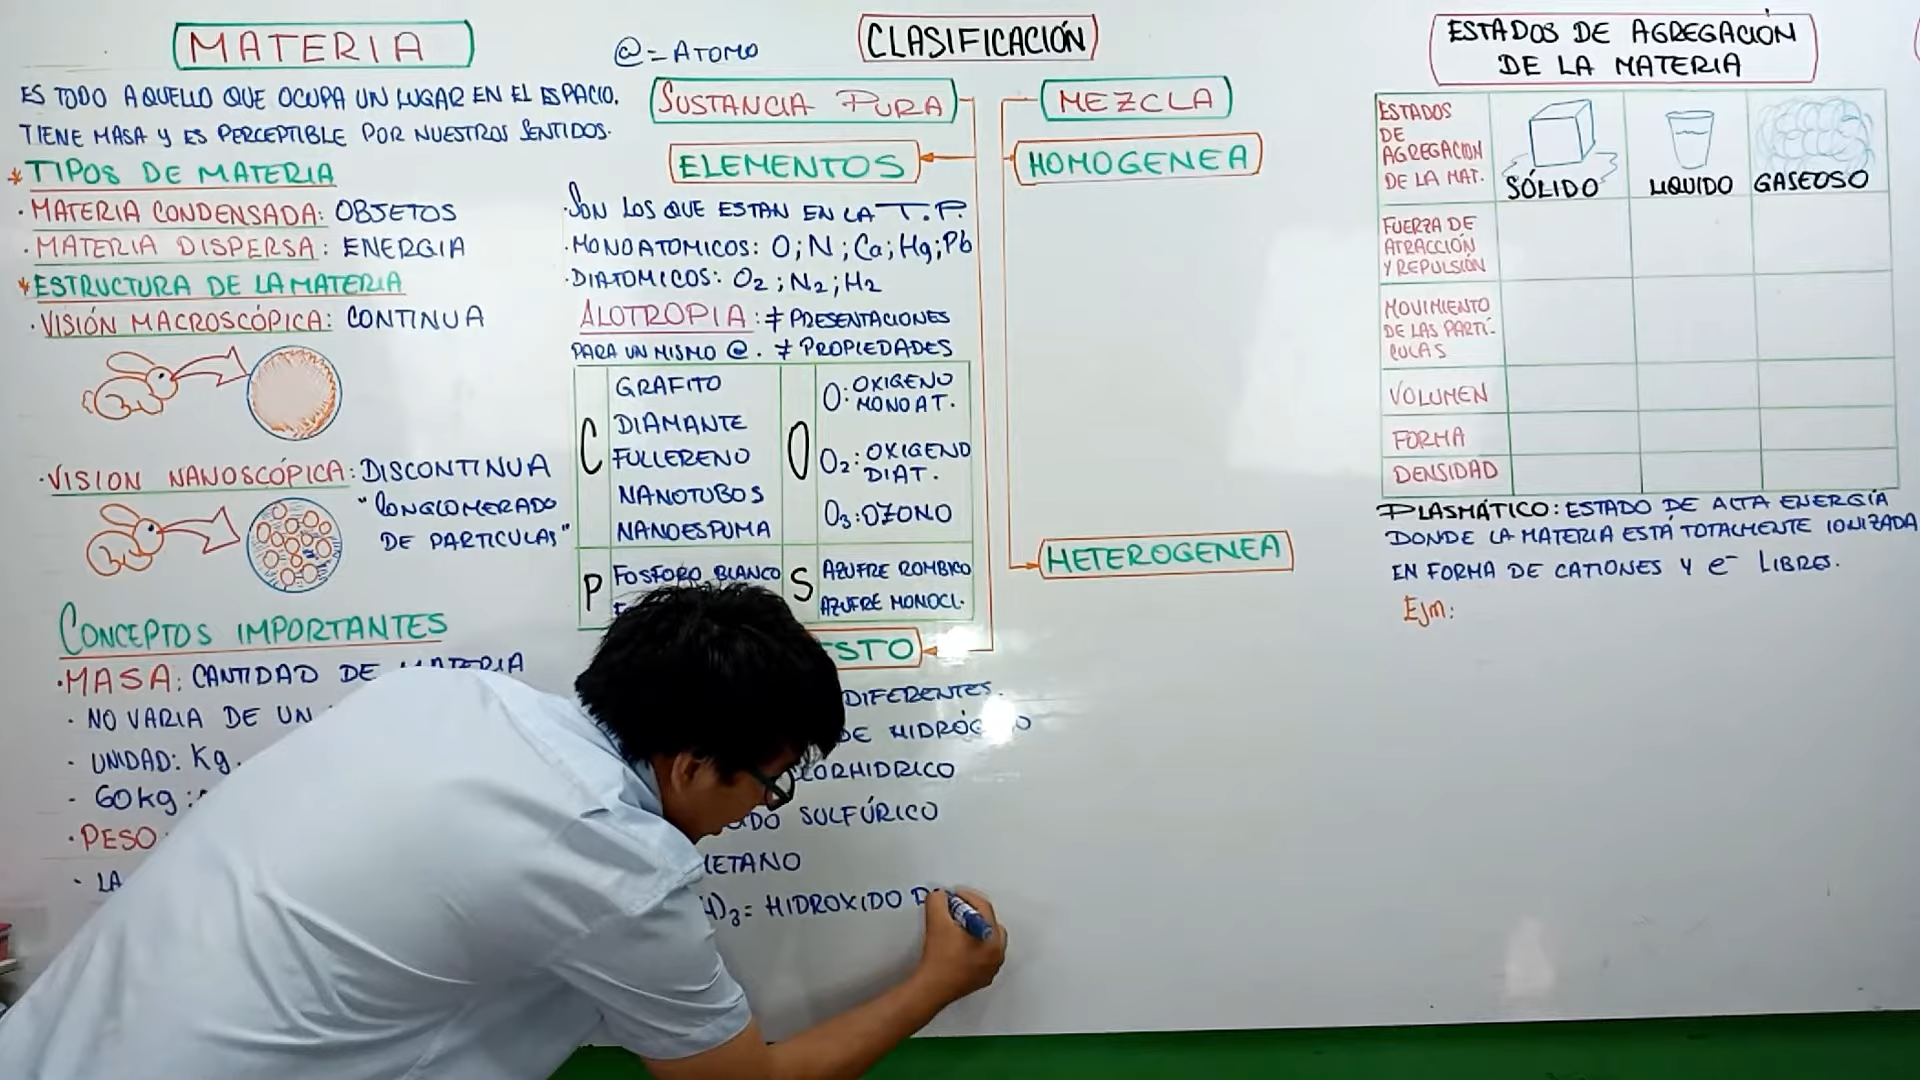 MATERIA
ES TODO AQUELLO QUE OCUPA UN LUGAR EN EL ESPACIO,
TIENE MASA Y ES PERCEPTIBLE POR NUESTROS SENTIDOS.
* TIPOS DE MATERIA
· MATERIA CONDENSADA: OBJETOS
· MATERIA DISPERSA: ENERGIA
* ESTRUCTURA DE LA MATERIA
· VISIÓN MACROSCÓPICA: CONTINUA
· VISION NANOSCÓPICA: DISCONTINUA
"CONGLOMERADO
DE PARTICULAS"
CONCEPTOS IMPORTANTES
· MASA: CANTIDAD DE MATERIA
· NO VARIA DE UN
- UNIDAD: Kg.
- 60kg:
· PESO
- LA
@ = ATOMO
CLASIFICACIÓN
SUSTANCIA PURA
ELEMENTOS
· SON LOS QUE ESTAN EN LA T.P.
· MONOATOMICOS: O; N; Ca; Hg; Pb
· DIATOMICOS: O2; N2; H2
ALOTROPIA: ≠ PRESENTACIONES
PARA UN MISMO @. ≠ PROPIEDADES
C
GRAFITO
DIAMANTE
FULLERENO
NANOTUBOS
NANOESPUMA
O
O: OXIGENO
MONOAT.
O2: OXIGENO
DIAT.
O3: OZONO
P
FOSFORO BLANCO
S
AZUFRE ROMBICO
AZUFRE MONOCL.
ESTO
DIFERENTES.
DE HIDRÓG
LORHIDRICO
SULFÚRICO
METANO
)3 = HIDROXIDO D
MEZCLA
HOMOGENEA
HETEROGENEA
ESTADOS DE AGREGACIÓN
DE LA MATERIA
ESTADOS
DE
AGREGACION
DE LA MAT.
SÓLIDO
LIQUIDO
GASEOSO
FUERZA DE
ATRACCIÓN
Y REPULSIÓN
MOVIMIENTO
DE LAS PARTÍ-
CULAS
VOLUMEN
FORMA
DENSIDAD
PLASMÁTICO: ESTADO DE ALTA ENERGÍA
DONDE LA MATERIA ESTÁ TOTALMENTE IONIZADA
EN FORMA DE CATIONES Y e⁻ LIBRES.
Ejm: